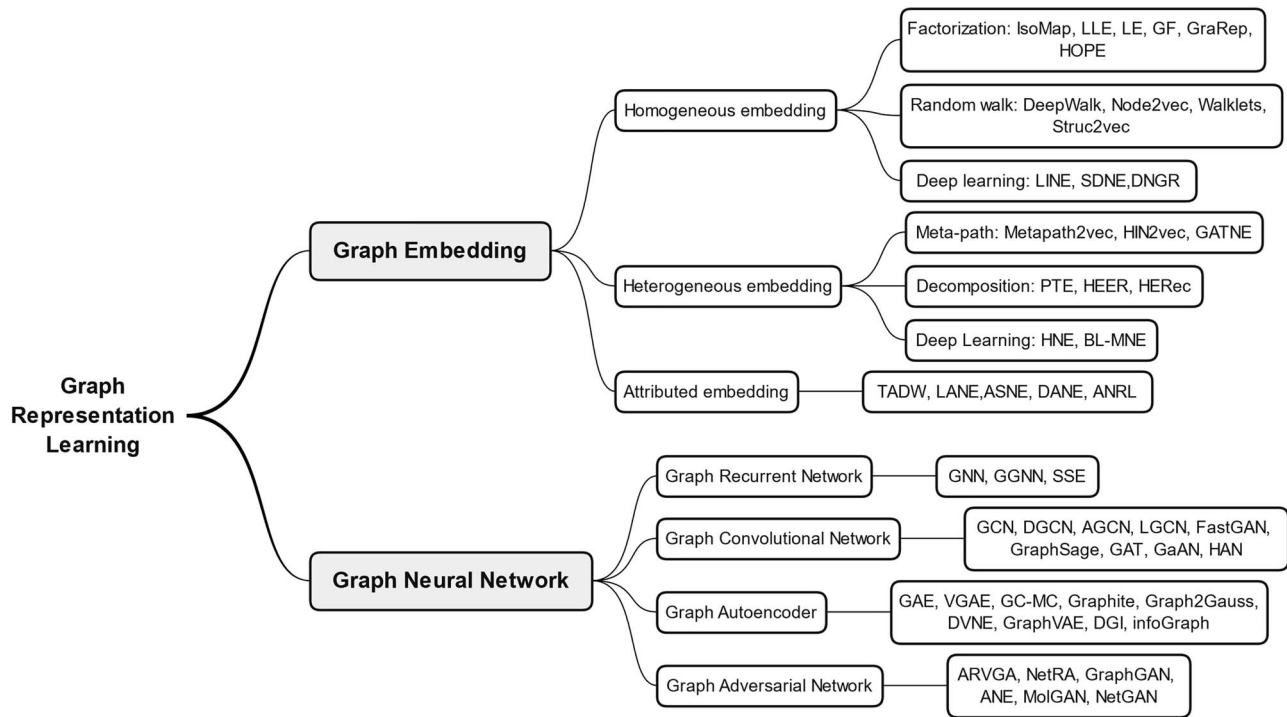 Graph
Representation
Learning
Graph Embedding
Homogeneous embedding
Factorization: IsoMap, LLE, LE, GF, GraRep,
HOPE
Random walk: DeepWalk, Node2vec, Walklets,
Struc2vec
Deep learning: LINE, SDNE,DNGR
Heterogeneous embedding
Meta-path: Metapath2vec, HIN2vec, GATNE
Decomposition: PTE, HEER, HERec
Deep Learning: HNE, BL-MNE
Attributed embedding
TADW, LANE,ASNE, DANE, ANRL
Graph Neural Network
Graph Recurrent Network
GNN, GGNN, SSE
Graph Convolutional Network
GCN, DGCN, AGCN, LGCN, FastGAN,
GraphSage, GAT, GaAN, HAN
Graph Autoencoder
GAE, VGAE, GC-MC, Graphite, Graph2Gauss,
DVNE, GraphVAE, DGI, infoGraph
Graph Adversarial Network
ARVGA, NetRA, GraphGAN,
ANE, MolGAN, NetGAN